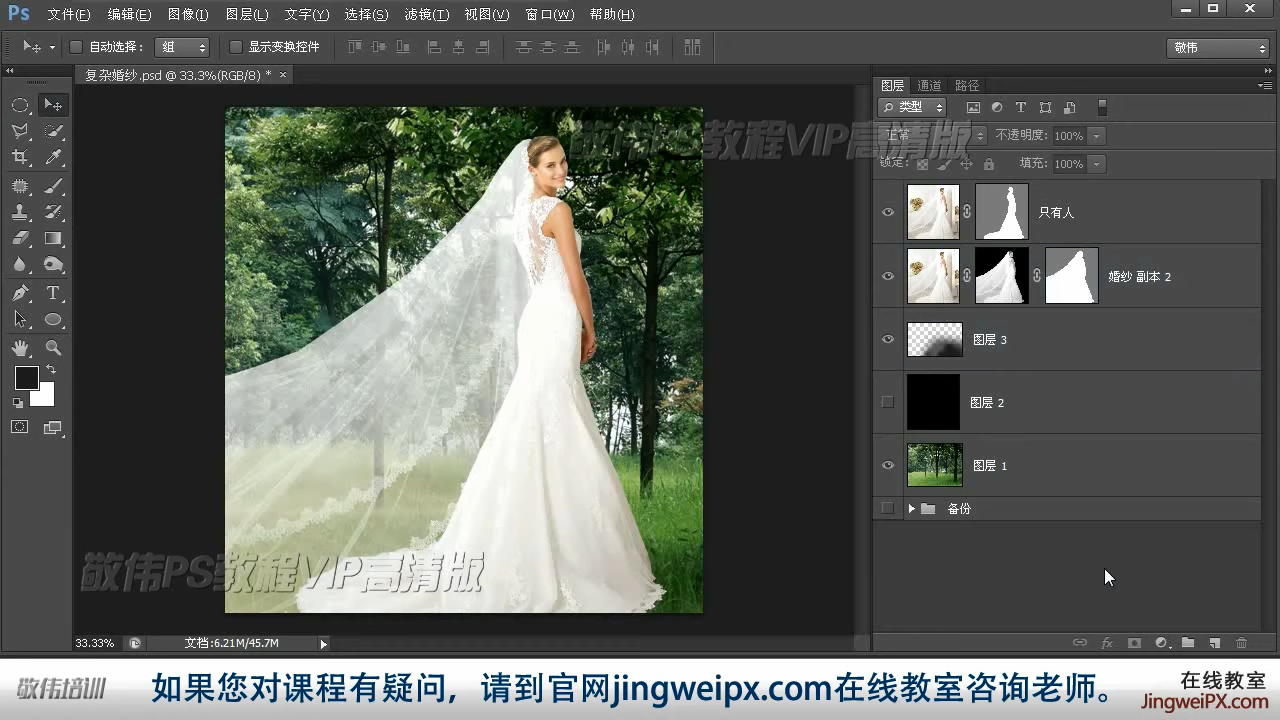 Ps 文件(F) 编辑(E) 图像(I) 图层(L) 文字(Y) 选择(S) 滤镜(T) 视图(V) 窗口(W) 帮助(H)
自动选择： 组 显示变换控件 敬伟
复杂婚纱.psd @ 33.3%(RGB/8) * ×
图层 通道 路径
类型
正常 不透明度: 100%
锁定: 填充: 100%
敬伟PS教程VIP高清版
只有人
婚纱 副本 2
图层 3
图层 2
图层 1
备份
敬伟PS教程VIP高清版
33.33% 文档:6.21M/45.7M
敬伟培训 如果您对课程有疑问，请到官网jingweipx.com在线教室咨询老师。 在线教室
JingweiPX.com